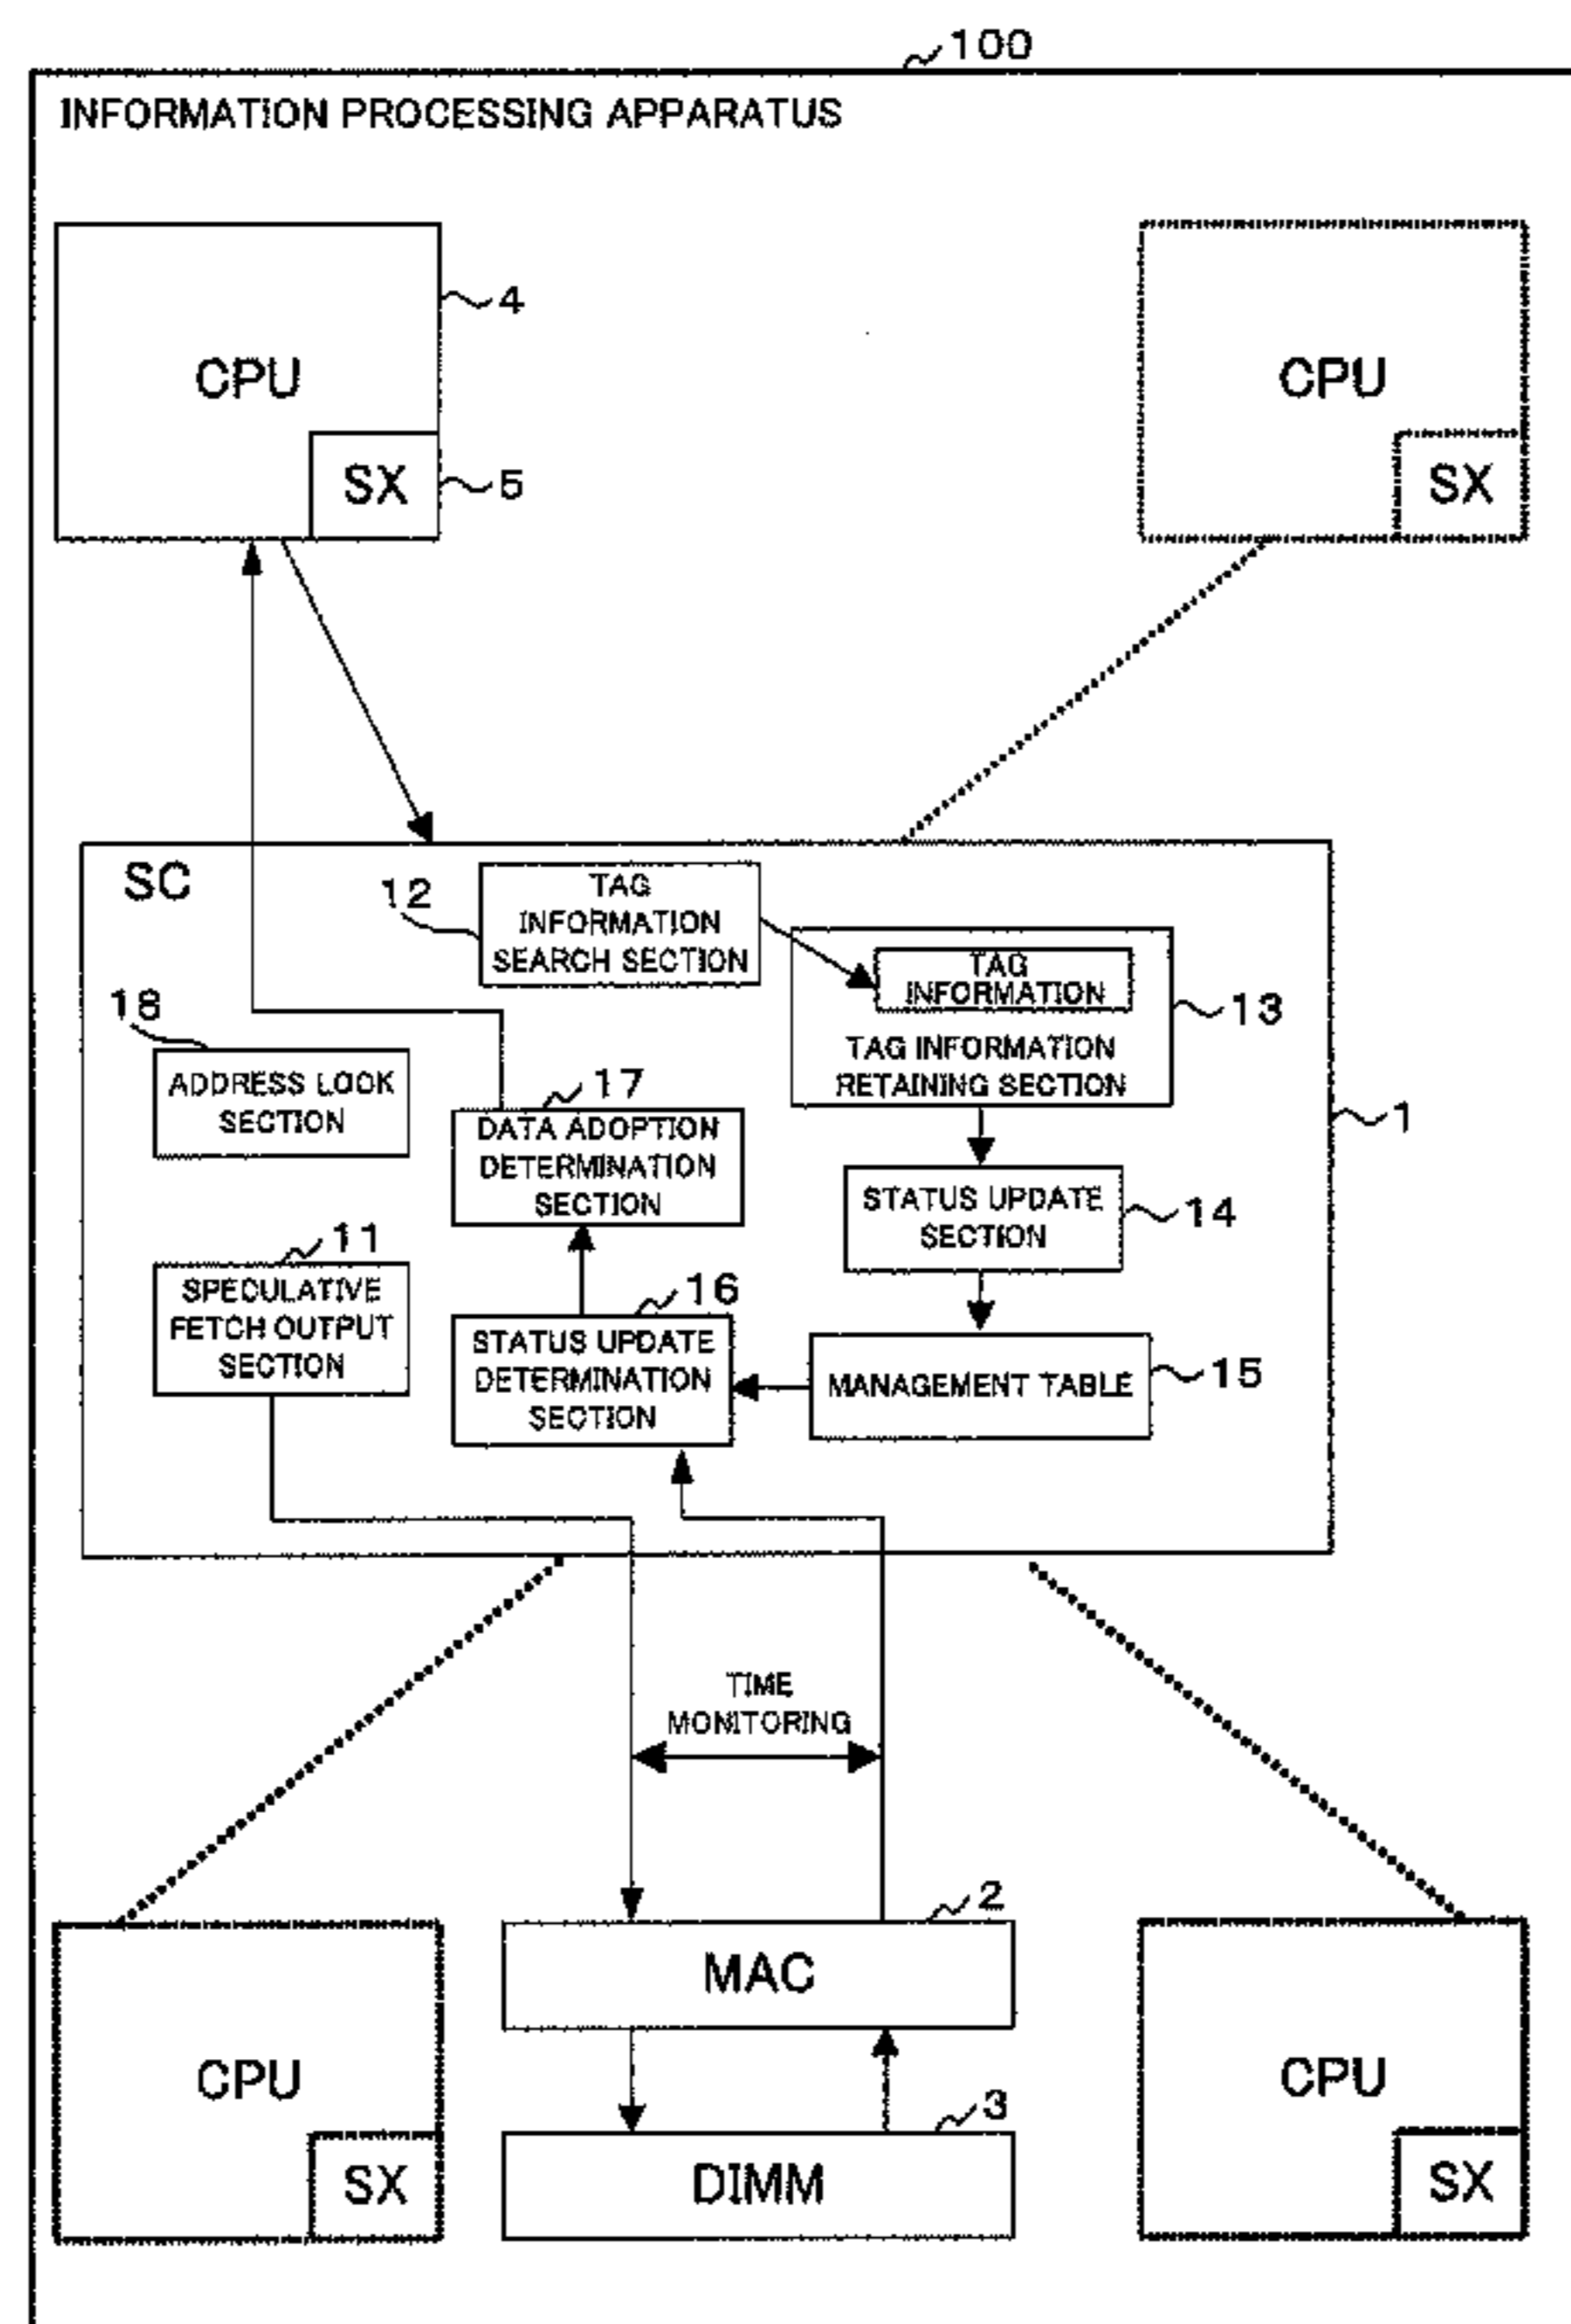 100
INFORMATION PROCESSING APPARATUS
CPU
4
SX
5
CPU
SX
SC
12
TAG
INFORMATION
SEARCH SECTION
TAG
INFORMATION
13
TAG INFORMATION
RETAINING SECTION
18
ADDRESS LOOK
SECTION
17
DATA ADOPTION
DETERMINATION
SECTION
1
STATUS UPDATE
SECTION
14
11
SPECULATIVE
FETCH OUTPUT
SECTION
16
STATUS UPDATE
DETERMINATION
SECTION
MANAGEMENT TABLE
15
TIME
MONITORING
2
MAC
CPU
SX
3
DIMM
CPU
SX